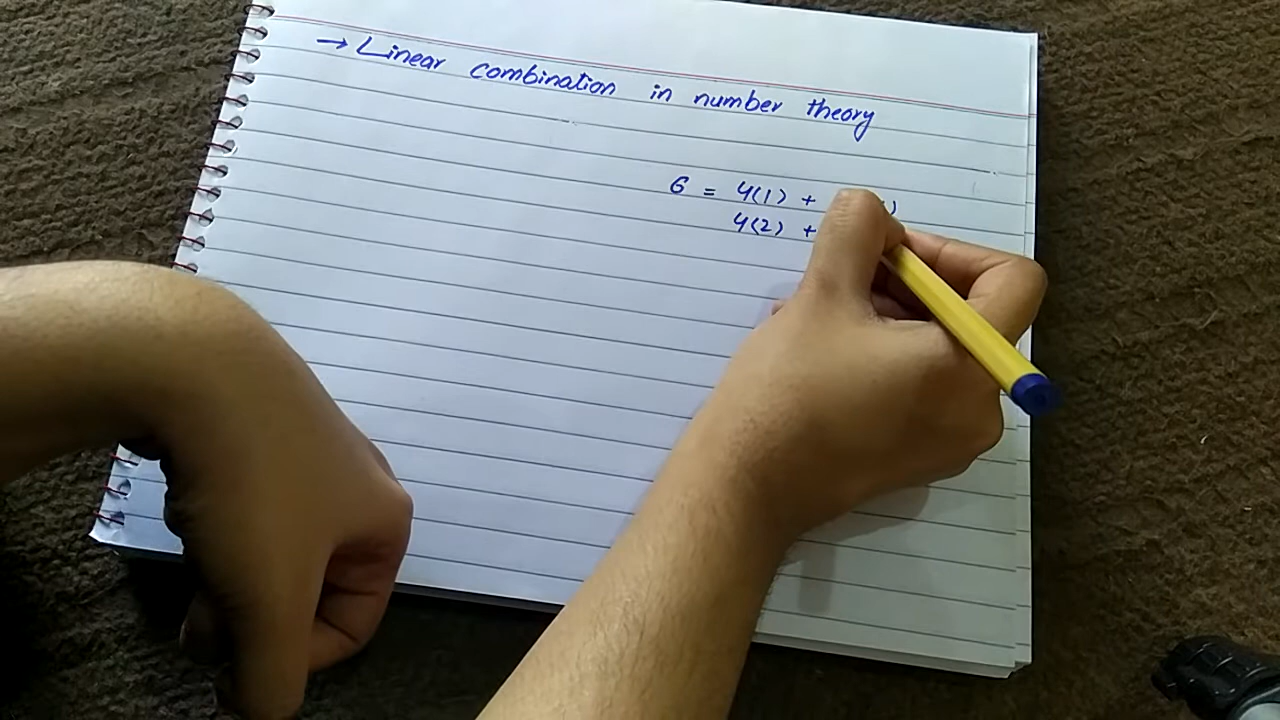 → Linear combination in number theory
6 = 4(1) +
4(2) +